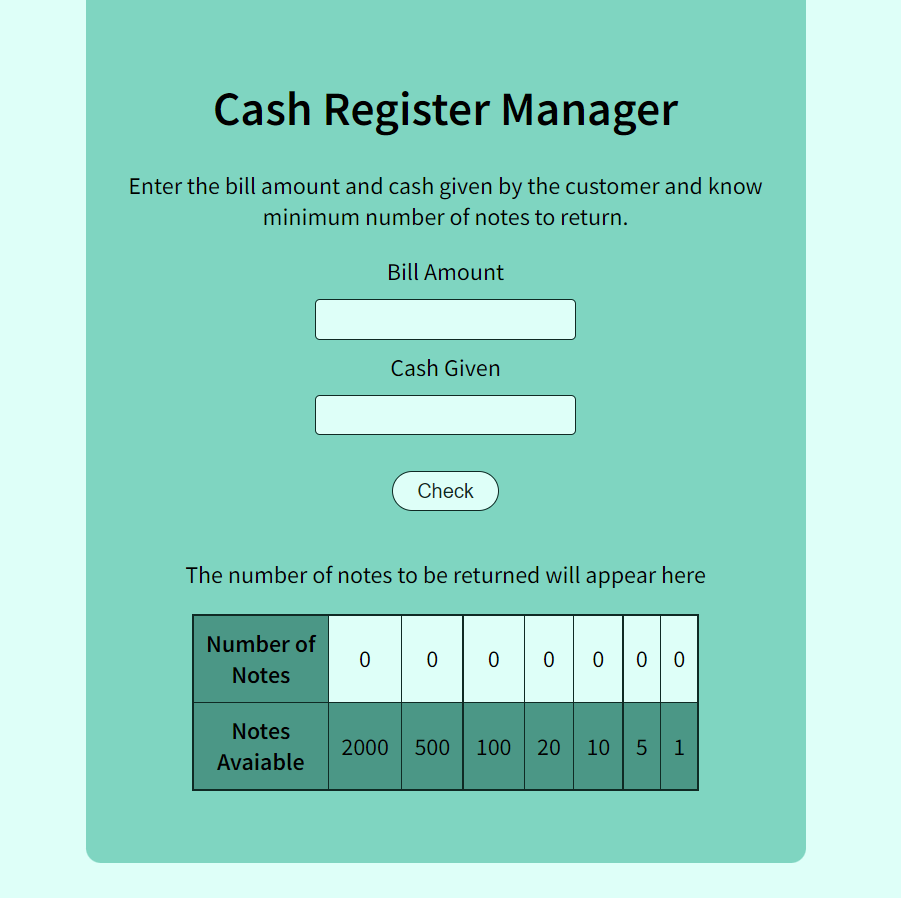 Cash Register Manager
Enter the bill amount and cash given by the customer and know
minimum number of notes to return.
Bill Amount
Cash Given
Check
The number of notes to be returned will appear here
Number of
Notes
0 0 0 0 0 0 0
Notes
Avaiable
2000 500 100 20 10 5 1